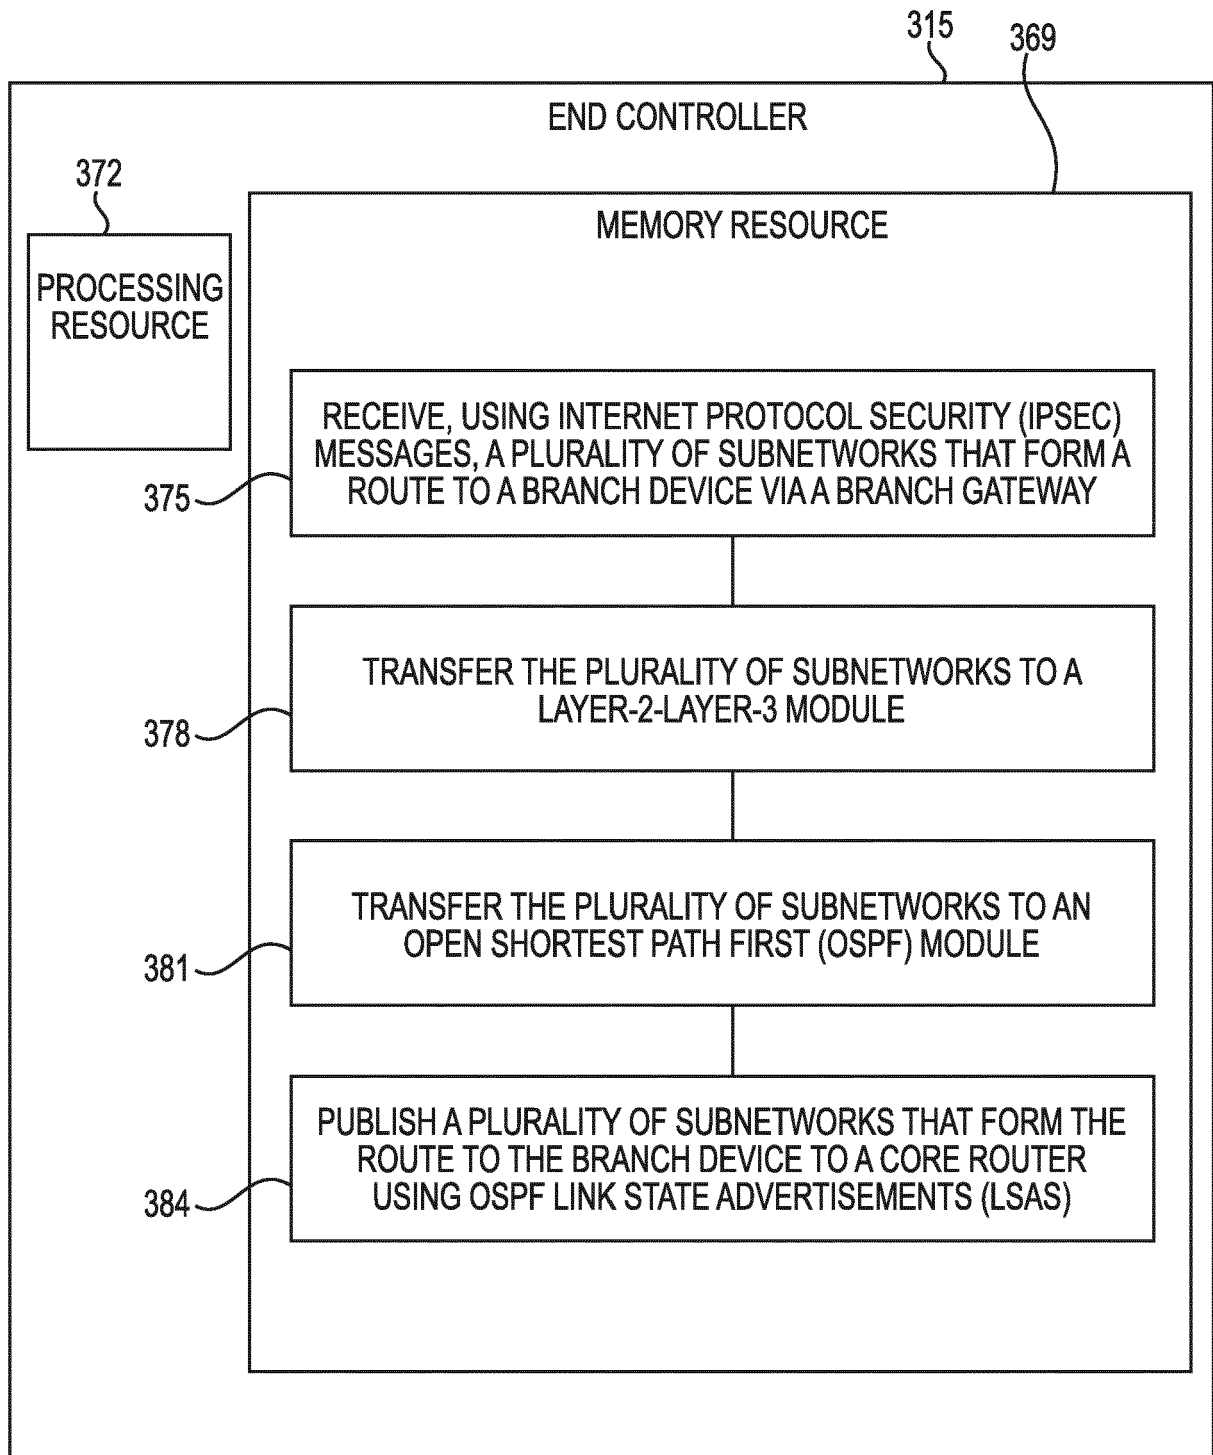 315
369
END CONTROLLER
372
MEMORY RESOURCE
PROCESSING
RESOURCE
RECEIVE, USING INTERNET PROTOCOL SECURITY (IPSEC)
MESSAGES, A PLURALITY OF SUBNETWORKS THAT FORM A
ROUTE TO A BRANCH DEVICE VIA A BRANCH GATEWAY
375
TRANSFER THE PLURALITY OF SUBNETWORKS TO A
LAYER-2-LAYER-3 MODULE
378
TRANSFER THE PLURALITY OF SUBNETWORKS TO AN
OPEN SHORTEST PATH FIRST (OSPF) MODULE
381
PUBLISH A PLURALITY OF SUBNETWORKS THAT FORM THE
ROUTE TO THE BRANCH DEVICE TO A CORE ROUTER
USING OSPF LINK STATE ADVERTISEMENTS (LSAS)
384